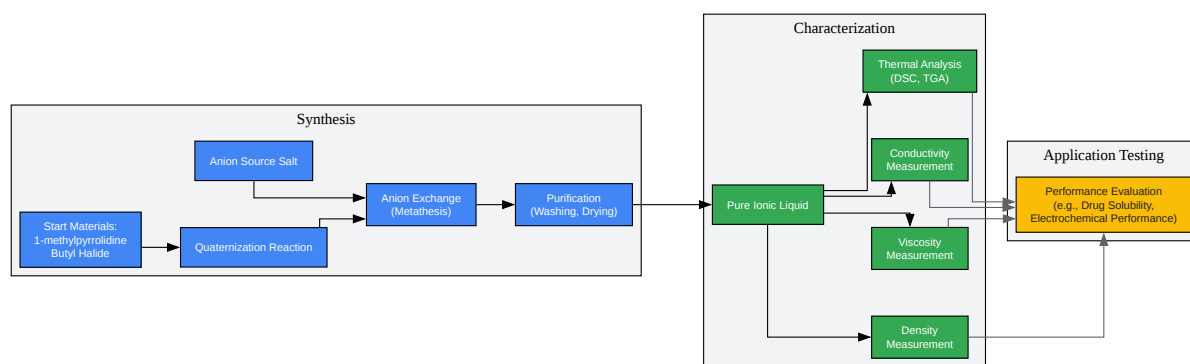 Synthesis
Anion Source Salt
Start Materials:
1-methylpyrrolidine
Butyl Halide
Quaternization Reaction
Anion Exchange
(Metathesis)
Purification
(Washing, Drying)
Characterization
Pure Ionic Liquid
Thermal Analysis
(DSC, TGA)
Conductivity
Measurement
Viscosity
Measurement
Density
Measurement
Application Testing
Performance Evaluation
(e.g., Drug Solubility,
Electrochemical Performance)